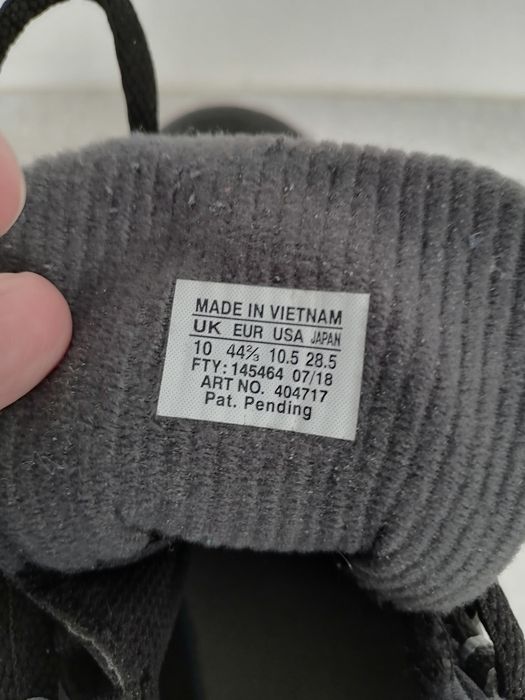 MADE IN VIETNAM
UK EUR USA JAPAN
10 44⅔ 10.5 28.5
FTY: 145464 07/18
ART NO. 404717
Pat. Pending